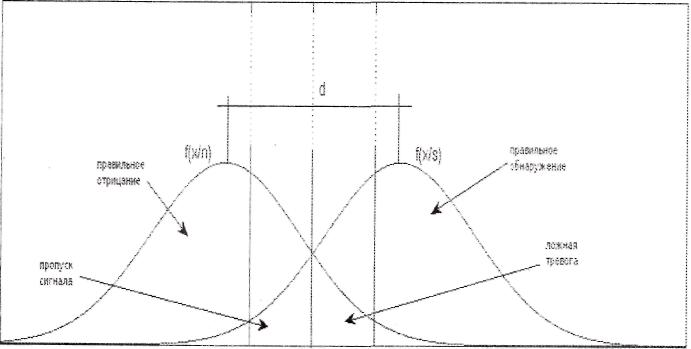 d
f(x/n)
f(x/s)
правильное
отрицание
правильное
обнаружение
пропуск
сигнала
ложная
тревога